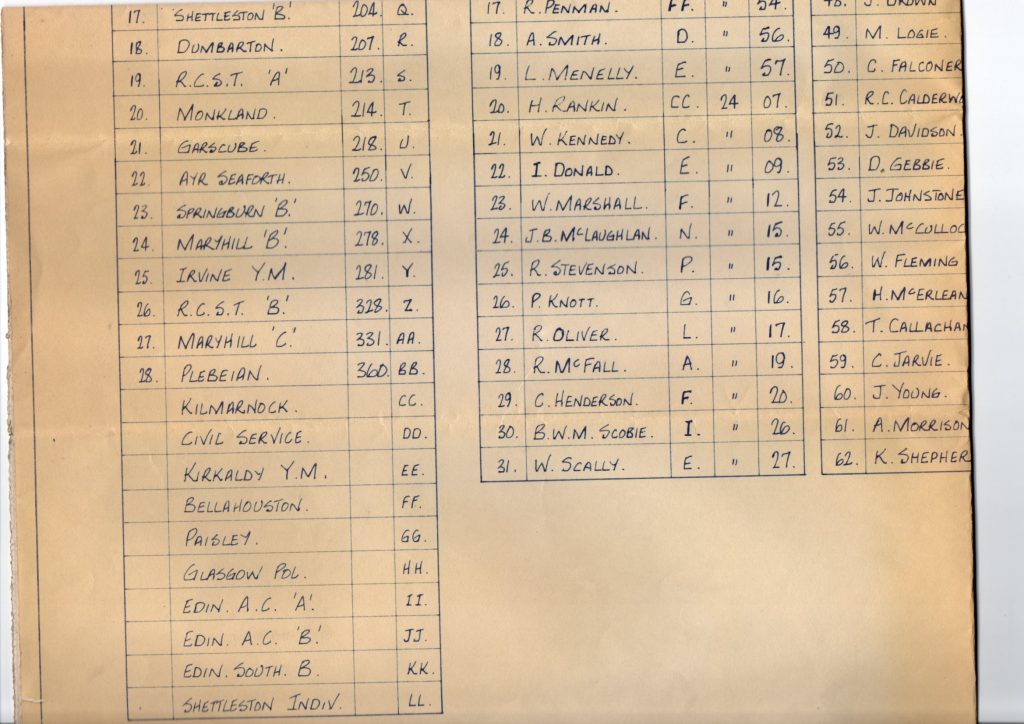 17. SHETTLESTON 'B.' 204. Q.
18. DUMBARTON. 207. R.
19. R.C.S.T. 'A' 213. S.
20. MONKLAND. 214. T.
21. GARSCUBE. 218. U.
22. AYR SEAFORTH. 250. V.
23. SPRINGBURN 'B.' 270. W.
24. MARYHILL 'B.' 278. X.
25. IRVINE Y.M. 281. Y.
26. R.C.S.T. 'B.' 328. Z.
27. MARYHILL 'C.' 331. AA.
28. PLEBEIAN. 360. BB.
KILMARNOCK. CC.
CIVIL SERVICE. DD.
KIRKALDY Y.M. EE.
BELLAHOUSTON. FF.
PAISLEY. GG.
GLASGOW POL. HH.
EDIN. A.C. 'A.' II.
EDIN. A.C. 'B.' JJ.
EDIN. SOUTH. B. KK.
SHETTLESTON INDIV. LL.
17. R. PENMAN. FF. " 54.
18. A. SMITH. D. " 56.
19. L. MENELLY. E. " 57.
20. H. RANKIN. CC. 24 07.
21. W. KENNEDY. C. " 08.
22. I. DONALD. E. " 09.
23. W. MARSHALL. F. " 12.
24. J.B. McLAUGHLAN. N. " 15.
25. R. STEVENSON. P. " 15.
26. P. KNOTT. G. " 16.
27. R. OLIVER. L. " 17.
28. R. McFALL. A. " 19.
29. C. HENDERSON. F. " 20.
30. B.W.M. SCOBIE. I. " 26.
31. W. SCALLY. E. " 27.
48. J. BROWN
49. M. LOGIE.
50. C. FALCONER
51. R.C. CALDERWO
52. J. DAVIDSON.
53. D. GEBBIE.
54. J. JOHNSTONE
55. W. McCULLOC
56. W. FLEMING
57. H. McERLEAN
58. T. CALLACHAN
59. C. JARVIE.
60. J. YOUNG.
61. A. MORRISON
62. K. SHEPHER